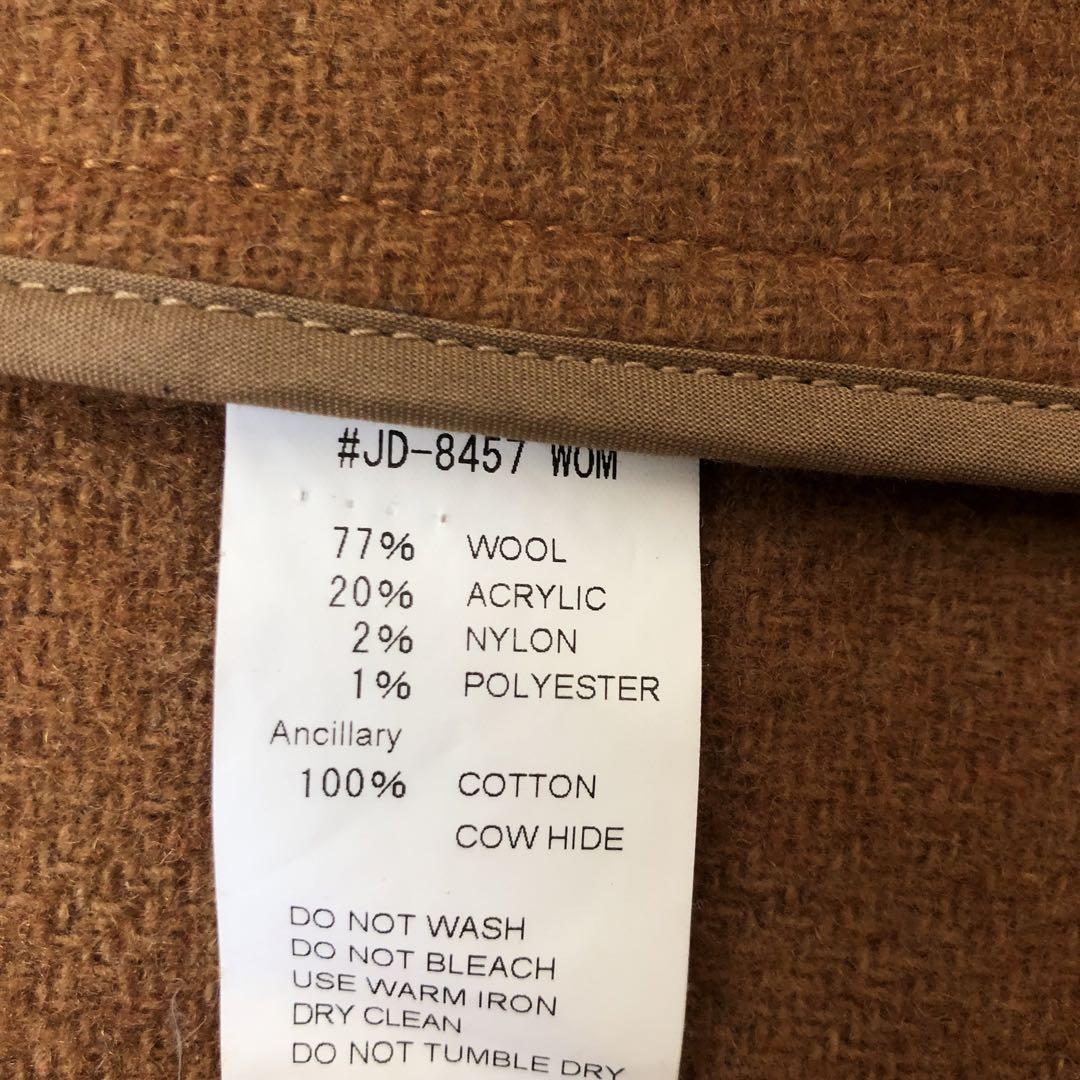 #JD-8457 WOM
77% WOOL
20% ACRYLIC
2% NYLON
1% POLYESTER
Ancillary
100% COTTON
COW HIDE
DO NOT WASH
DO NOT BLEACH
USE WARM IRON
DRY CLEAN
DO NOT TUMBLE DRY